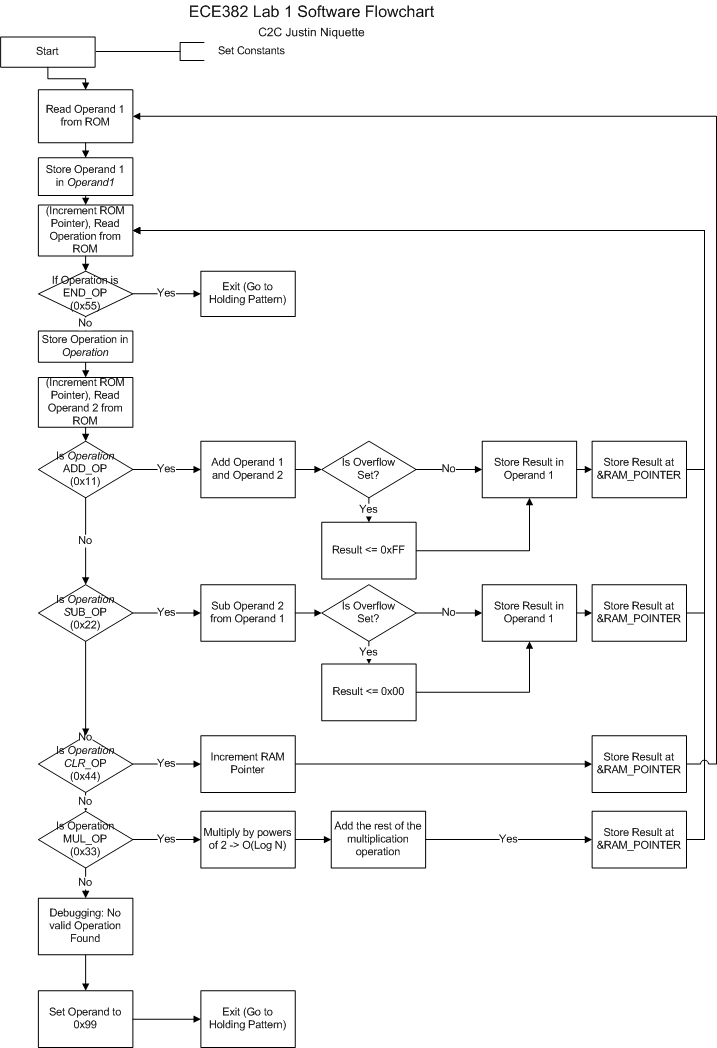 ECE382 Lab 1 Software Flowchart
C2C Justin Niquette
Start
Set Constants
Read Operand 1
from ROM
Store Operand 1
in Operand1
(Increment ROM
Pointer), Read
Operation from
ROM
If Operation is
END_OP
(0x55)
Yes
Exit (Go to
Holding Pattern)
No
Store Operation in
Operation
(Increment ROM
Pointer), Read
Operand 2 from
ROM
Is Operation
ADD_OP
(0x11)
Yes
Add Operand 1
and Operand 2
Is Overflow
Set?
No
Store Result in
Operand 1
Store Result at
&RAM_POINTER
Yes
Result <= 0xFF
No
Is Operation
SUB_OP
(0x22)
Yes
Sub Operand 2
from Operand 1
Is Overflow
Set?
No
Store Result in
Operand 1
Store Result at
&RAM_POINTER
Yes
Result <= 0x00
No
Is Operation
CLR_OP
(0x44)
Yes
Increment RAM
Pointer
Store Result at
&RAM_POINTER
No
Is Operation
MUL_OP
(0x33)
Yes
Multiply by powers
of 2 -> O(Log N)
Add the rest of the
multiplication
operation
Yes
Store Result at
&RAM_POINTER
No
Debugging: No
valid Operation
Found
Set Operand to
0x99
Exit (Go to
Holding Pattern)